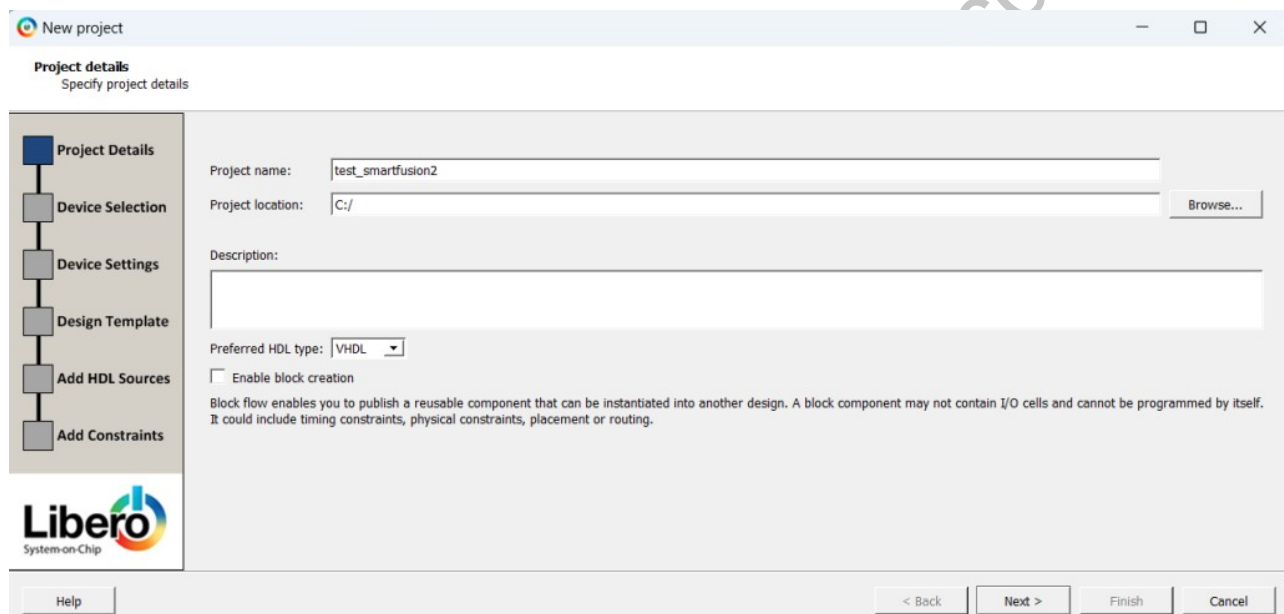 New project
Project details
Specify project details
Project Details
Device Selection
Device Settings
Design Template
Add HDL Sources
Add Constraints
Libero
System-on-Chip
Project name: test_smartfusion2
Project location: C:/ Browse...
Description:
Preferred HDL type: VHDL
Enable block creation
Block flow enables you to publish a reusable component that can be instantiated into another design. A block component may not contain I/O cells and cannot be programmed by itself.
It could include timing constraints, physical constraints, placement or routing.
Help < Back Next > Finish Cancel